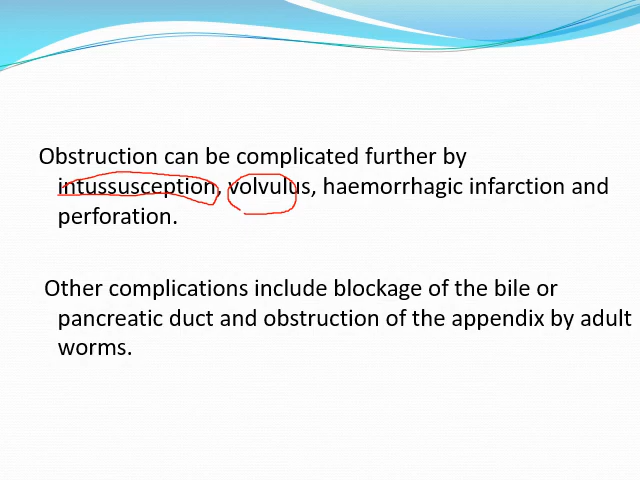 Obstruction can be complicated further by
intussusception, volvulus, haemorrhagic infarction and
perforation.
Other complications include blockage of the bile or
pancreatic duct and obstruction of the appendix by adult
worms.